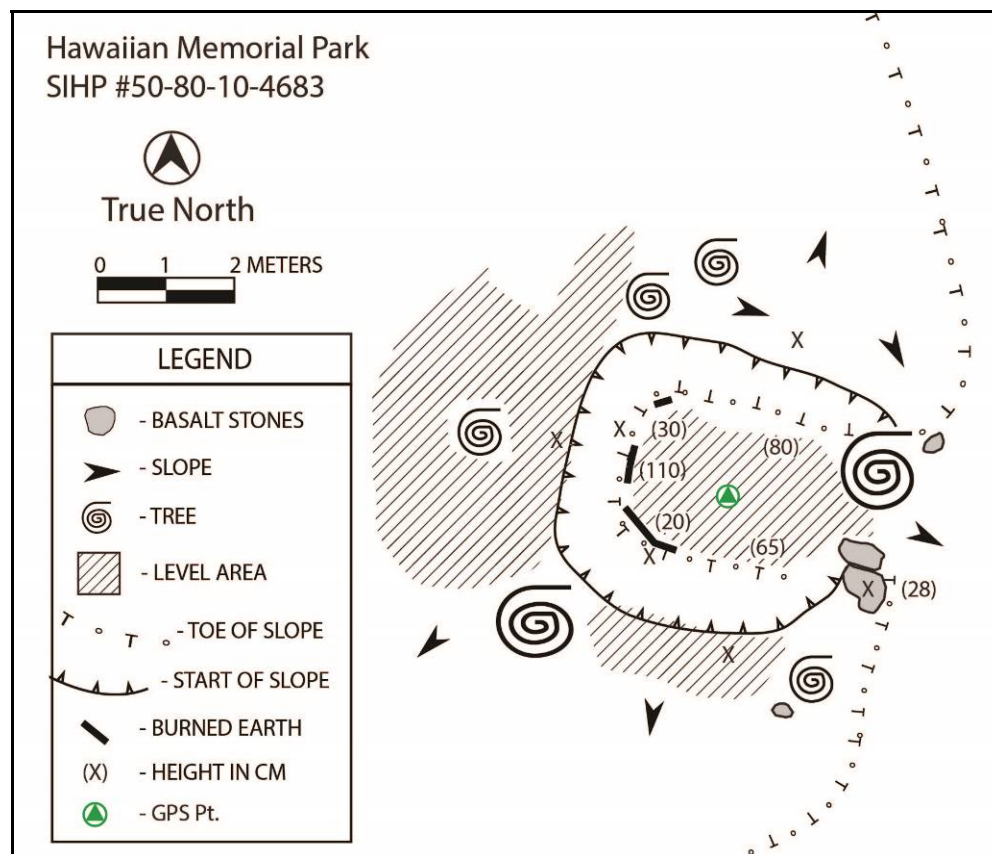 Hawaiian Memorial Park
SIHP #50-80-10-4683
True North
0 1 2 METERS
LEGEND
- BASALT STONES
- SLOPE
- TREE
- LEVEL AREA
- TOE OF SLOPE
- START OF SLOPE
- BURNED EARTH
(X) - HEIGHT IN CM
- GPS Pt.
X
X
X
(30)
(80)
(110)
(20)
X
(65)
X
(28)
X